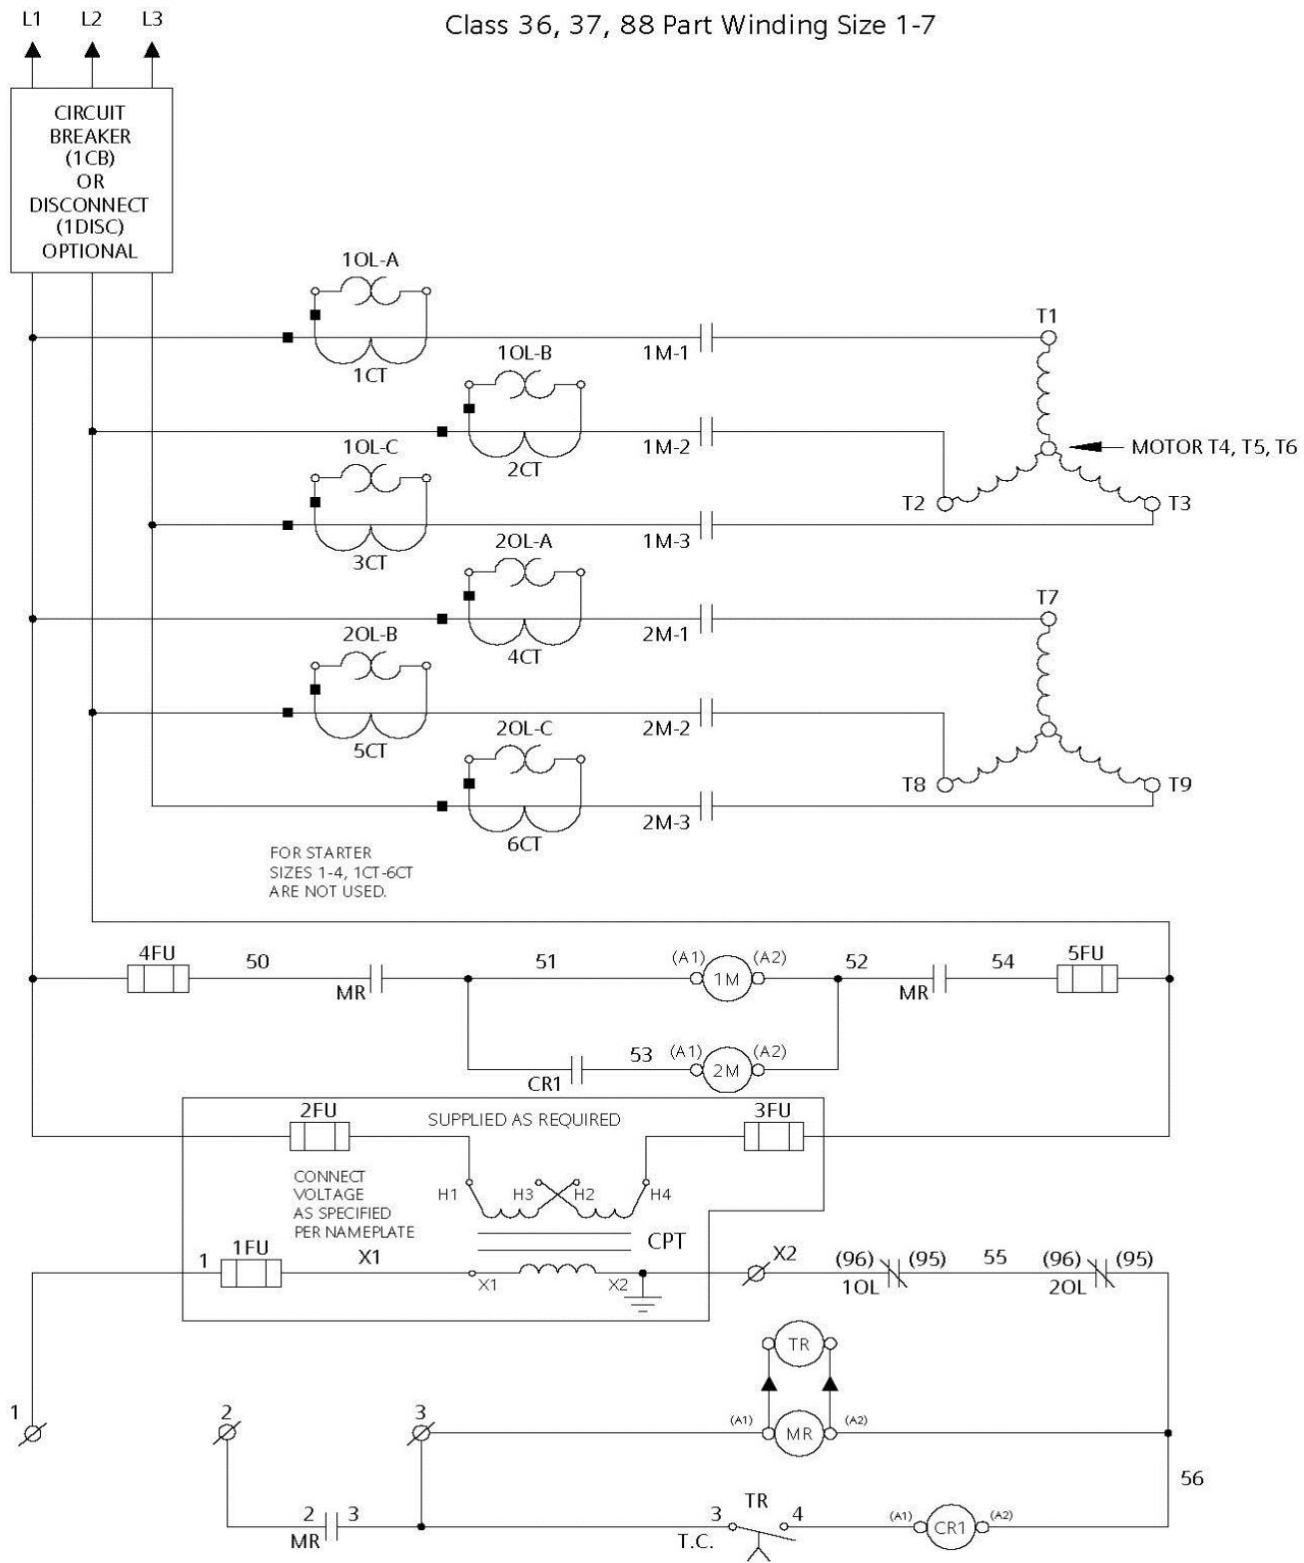 Class 36, 37, 88 Part Winding Size 1-7
L1 L2 L3
CIRCUIT
BREAKER
(1CB)
OR
DISCONNECT
(1DISC)
OPTIONAL
1OL-A
1CT
1M-1
T1
1OL-B
2CT
1M-2
MOTOR T4, T5, T6
1OL-C
3CT
1M-3
T2
T3
2OL-A
4CT
2M-1
T7
2OL-B
5CT
2M-2
2OL-C
6CT
2M-3
T8
T9
FOR STARTER
SIZES 1-4, 1CT-6CT
ARE NOT USED.
4FU 50 MR 51 (A1) 1M (A2) 52 MR 54 5FU
CR1 53 (A1) 2M (A2)
2FU SUPPLIED AS REQUIRED 3FU
CONNECT
VOLTAGE
AS SPECIFIED
PER NAMEPLATE
H1 H3 H2 H4
CPT
1 1FU X1 X1 X2 X2 (96) (95) 55 (96) (95)
1OL 2OL
TR
1 2 3 (A1) MR (A2)
56
2 3 MR 3 TR 4 (A1) CR1 (A2)
T.C.